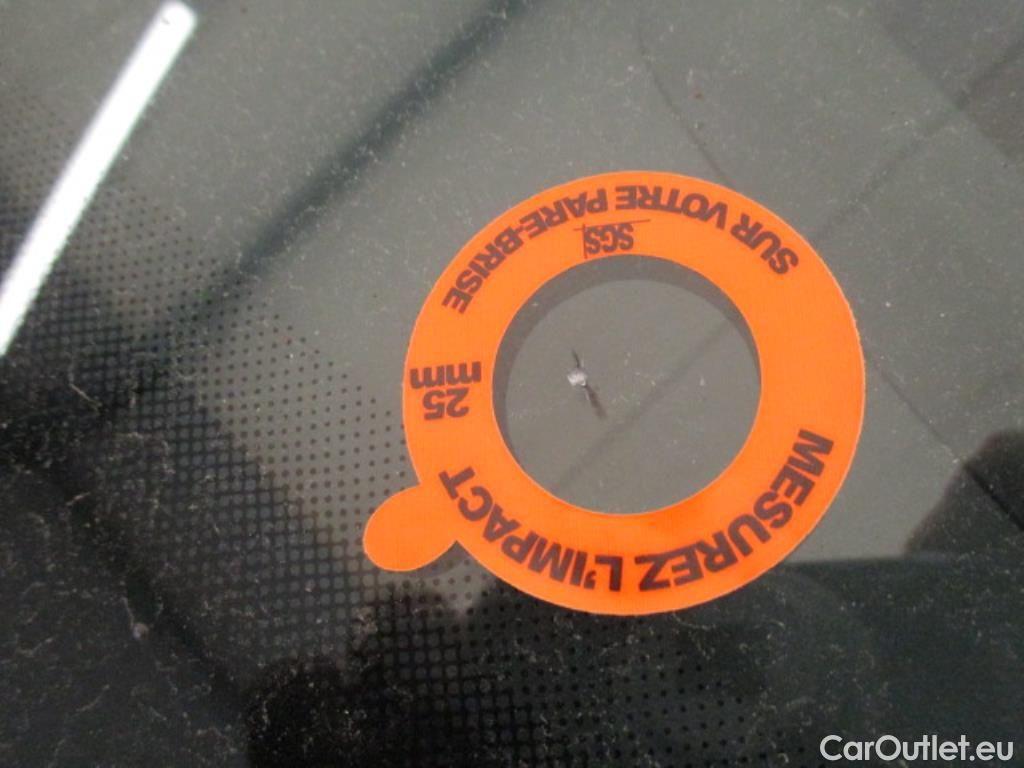 MESUREZ L'IMPACT
25
mm
SUR VOTRE PARE-BRISE
SGS
CarOutlet.eu